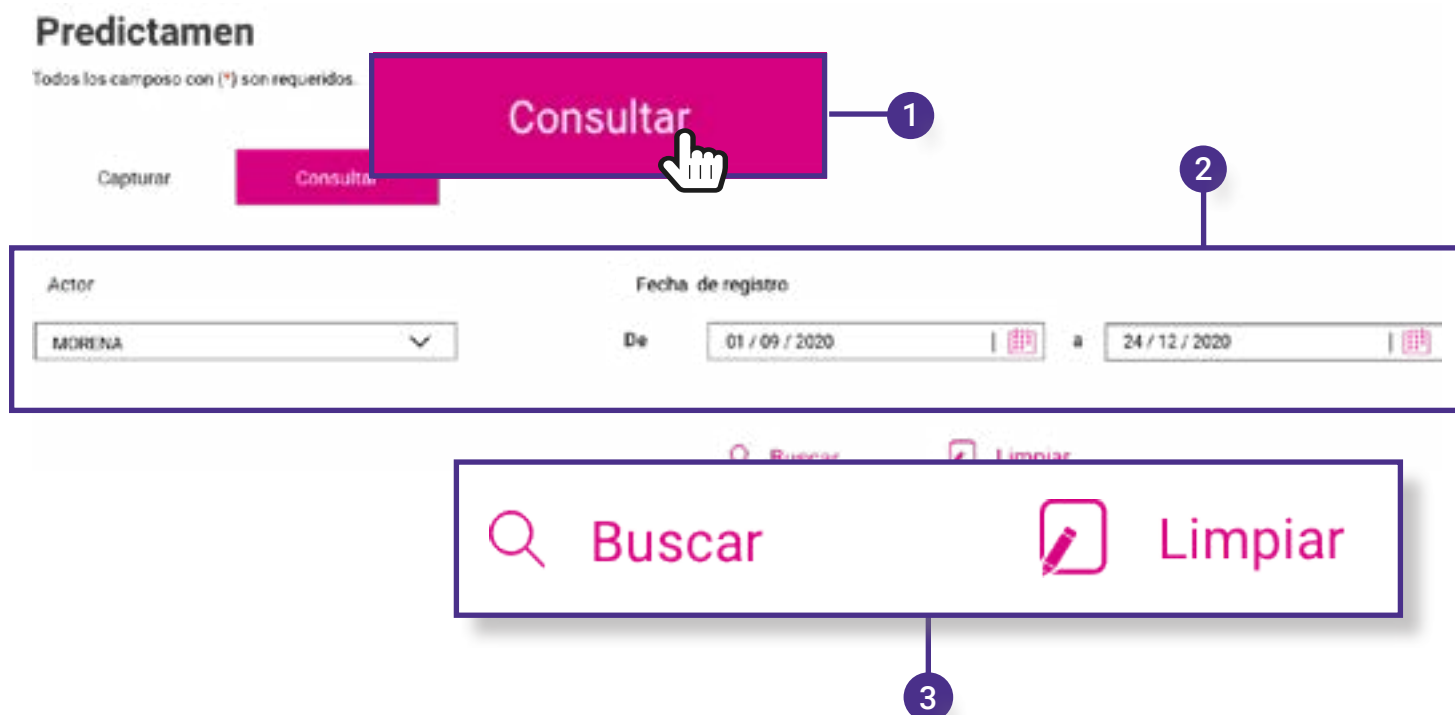 Predictamen
Todos los camposo con (*) son requeridos.
Consultar
1
Capturar
Consultar
2
Actor
Fecha de registro
MORENA
De
01 / 09 / 2020
a
24 / 12 / 2020
Buscar
Limpiar
Buscar
Limpiar
3